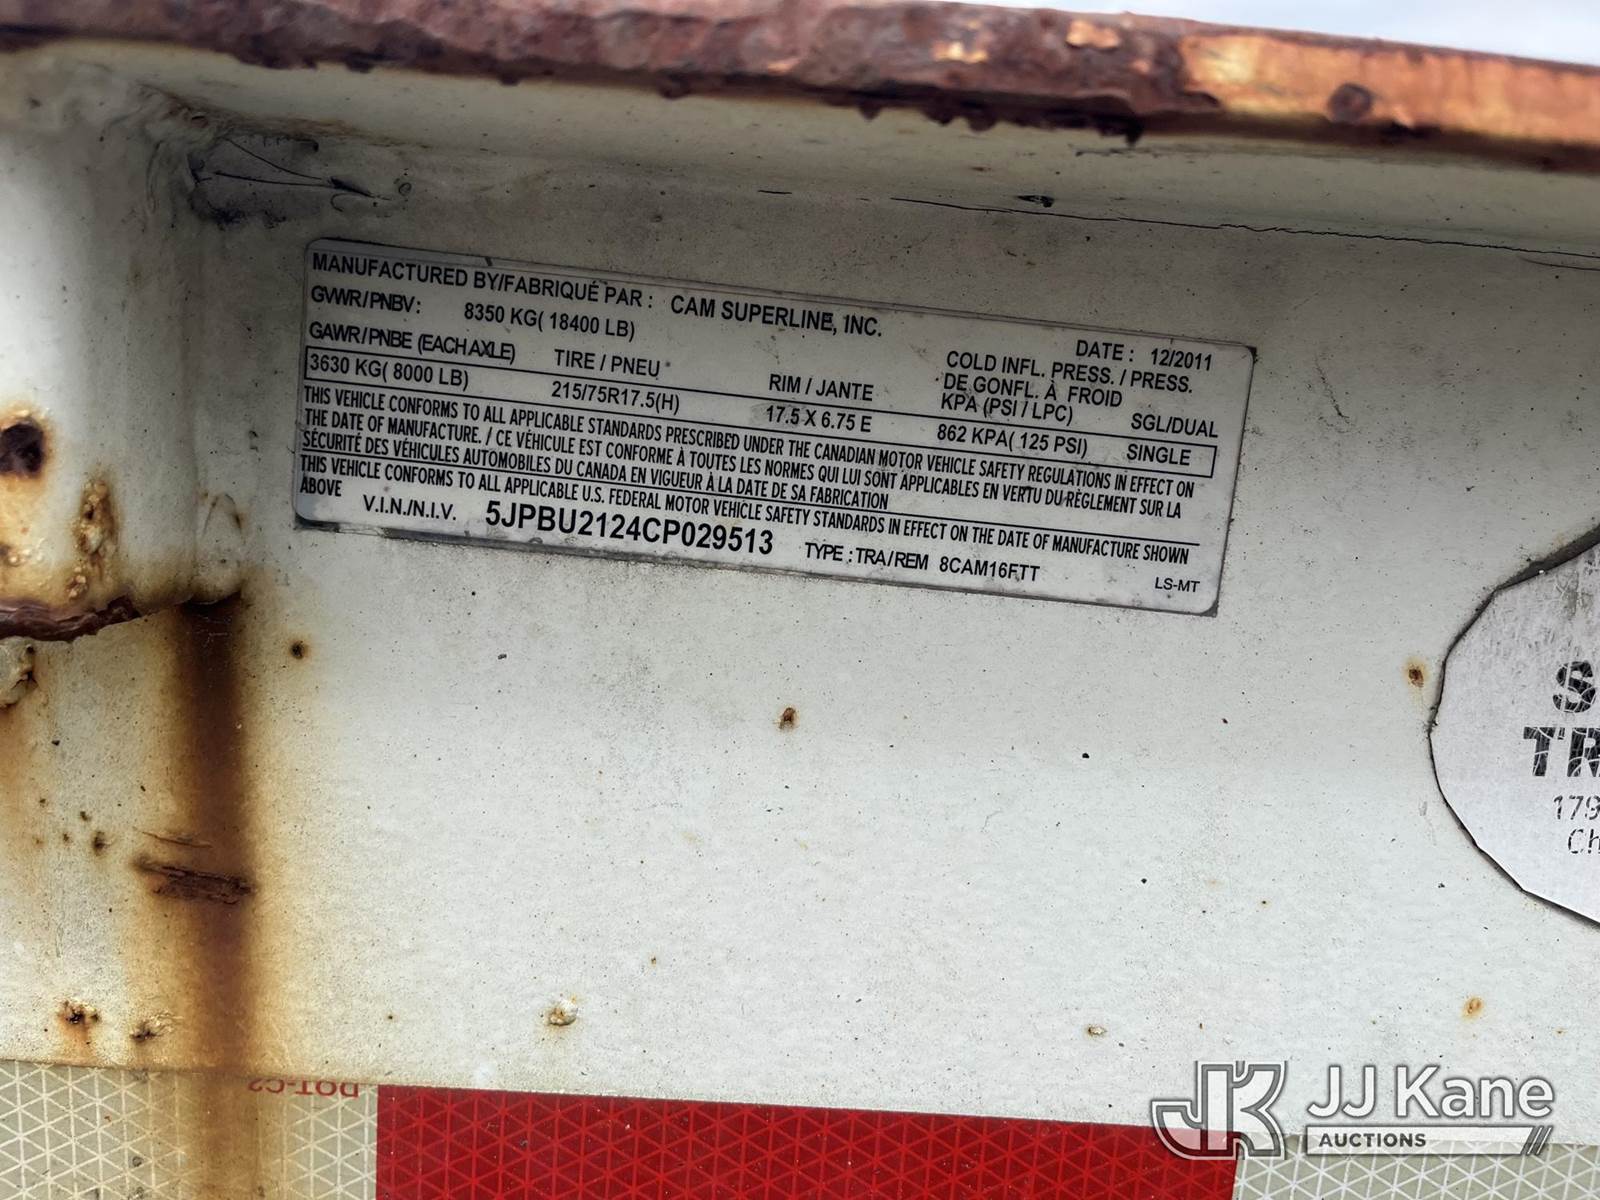 MANUFACTURED BY/FABRIQUÉ PAR : CAM SUPERLINE, INC.
GVWR/PNBV: 8350 KG( 18400 LB) DATE : 12/2011
GAWR/PNBE (EACH AXLE) TIRE / PNEU RIM / JANTE COLD INFL. PRESS. / PRESS.
DE GONFL. À FROID
KPA (PSI / LPC) SGL/DUAL
3630 KG( 8000 LB) 215/75R17.5(H) 17.5 X 6.75 E 862 KPA( 125 PSI) SINGLE
THIS VEHICLE CONFORMS TO ALL APPLICABLE STANDARDS PRESCRIBED UNDER THE CANADIAN MOTOR VEHICLE SAFETY REGULATIONS IN EFFECT ON
THE DATE OF MANUFACTURE. / CE VÉHICULE EST CONFORME À TOUTES LES NORMES QUI LUI SONT APPLICABLES EN VERTU DU RÈGLEMENT SUR LA
SÉCURITÉ DES VÉHICULES AUTOMOBILES DU CANADA EN VIGUEUR À LA DATE DE SA FABRICATION
THIS VEHICLE CONFORMS TO ALL APPLICABLE U.S. FEDERAL MOTOR VEHICLE SAFETY STANDARDS IN EFFECT ON THE DATE OF MANUFACTURE SHOWN
ABOVE
V.I.N./N.I.V. 5JPBU2124CP029513 TYPE : TRA/REM 8CAM16FTT LS-MT
S
TR
179
Ch
DOT-C2
JJ Kane
AUCTIONS